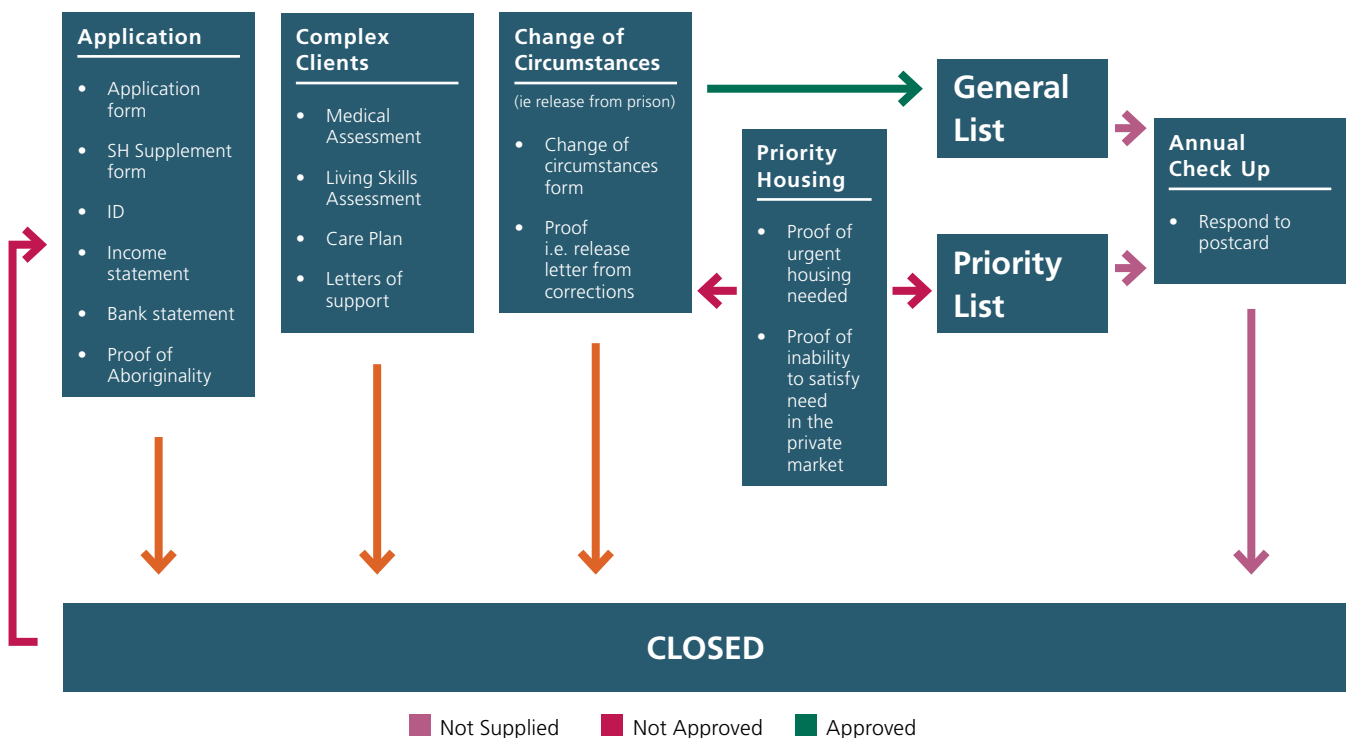 Application
• Application
form
• SH Supplement
form
• ID
• Income
statement
• Bank statement
• Proof of
Aboriginality
Complex
Clients
• Medical
Assessment
• Living Skills
Assessment
• Care Plan
• Letters of
support
Change of
Circumstances
(ie release from prison)
• Change of
circumstances
form
• Proof
i.e. release
letter from
corrections
Priority
Housing
• Proof of
urgent
housing
needed
• Proof of
inability
to satisfy
need
in the
private
market
General
List
Priority
List
Annual
Check Up
• Respond to
postcard
CLOSED
Not Supplied
Not Approved
Approved